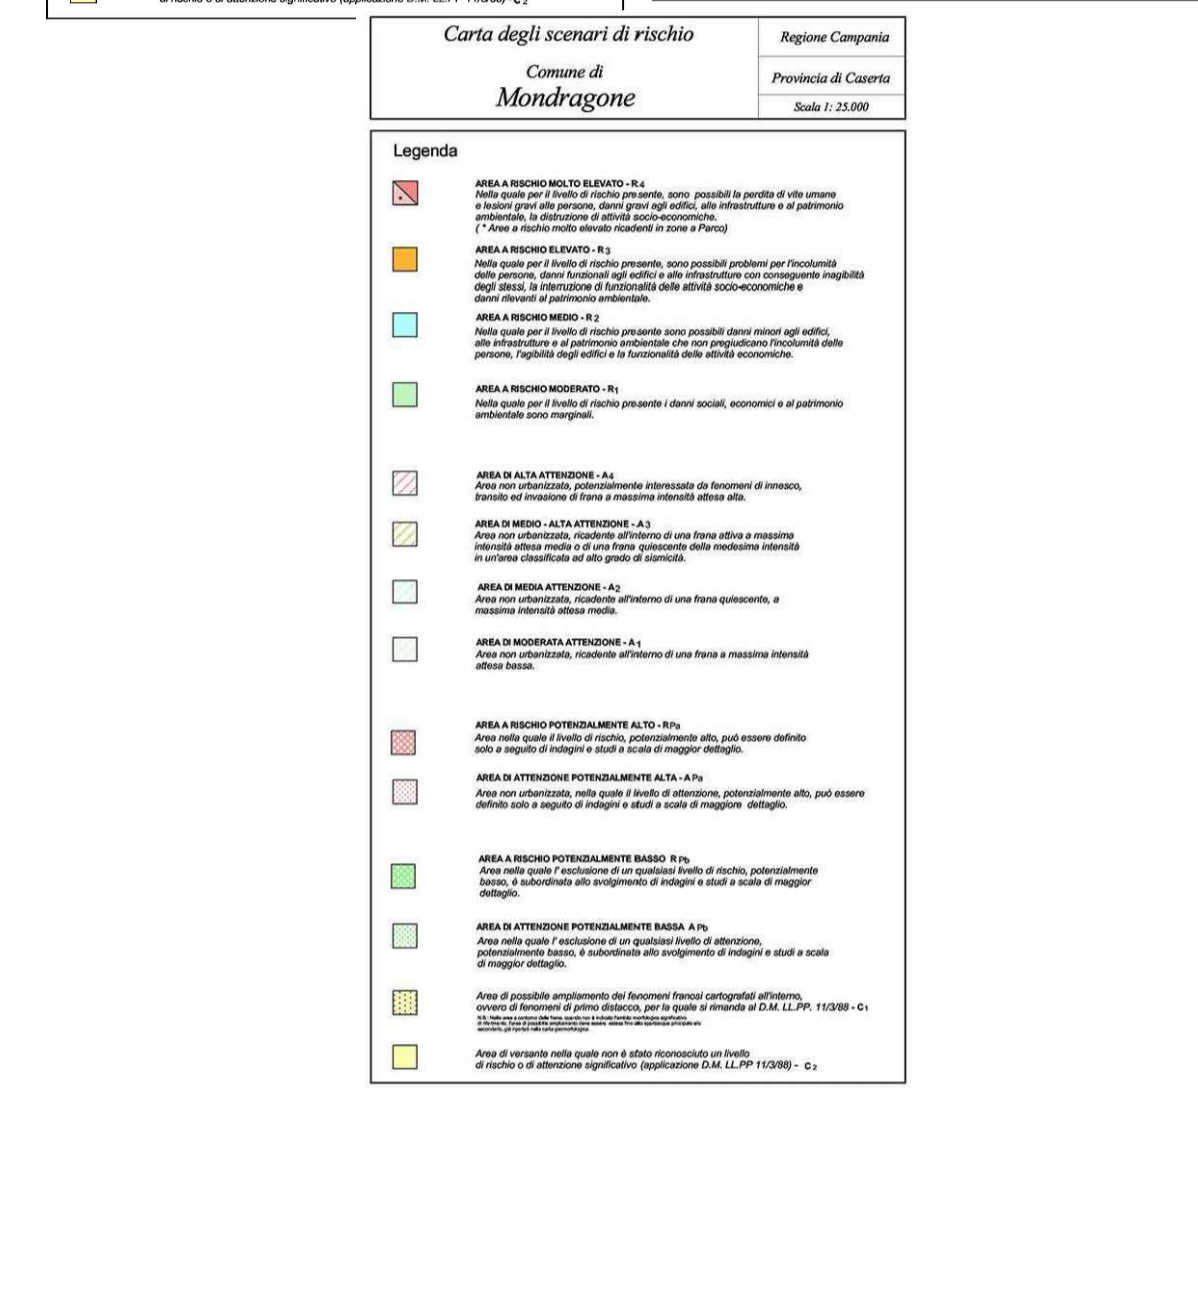 di rischio o di attenzione significativo (applicazione D.M. LL.PP 11/3/88) - C2
Carta degli scenari di rischio
Comune di
Mondragone
Regione Campania
Provincia di Caserta
Scala 1: 25.000
Legenda
AREA A RISCHIO MOLTO ELEVATO - R4
Nella quale per il livello di rischio presente, sono possibili la perdita di vite umane
e lesioni gravi alle persone, danni gravi agli edifici, alle infrastrutture e al patrimonio
ambientale, la distruzione di attività socio-economiche.
( * Aree a rischio molto elevato ricadenti in zone a Parco)
AREA A RISCHIO ELEVATO - R3
Nella quale per il livello di rischio presente, sono possibili problemi per l'incolumità
delle persone, danni funzionali agli edifici e alle infrastrutture con conseguente inagibilità
degli stessi, la interruzione di funzionalità delle attività socio-economiche e
danni rilevanti al patrimonio ambientale.
AREA A RISCHIO MEDIO - R2
Nella quale per il livello di rischio presente sono possibili danni minori agli edifici,
alle infrastrutture e al patrimonio ambientale che non pregiudicano l'incolumità delle
persone, l'agibilità degli edifici e la funzionalità delle attività economiche.
AREA A RISCHIO MODERATO - R1
Nella quale per il livello di rischio presente i danni sociali, economici e al patrimonio
ambientale sono marginali.
AREA DI ALTA ATTENZIONE - A4
Area non urbanizzata, potenzialmente interessata da fenomeni di innesco,
transito ed invasione di frana a massima intensità attesa alta.
AREA DI MEDIO - ALTA ATTENZIONE - A3
Area non urbanizzata, ricadente all'interno di una frana attiva a massima
intensità attesa media o di una frana quiescente della medesima intensità
in un'area classificata ad alto grado di sismicità.
AREA DI MEDIA ATTENZIONE - A2
Area non urbanizzata, ricadente all'interno di una frana quiescente, a
massima intensità attesa media.
AREA DI MODERATA ATTENZIONE - A1
Area non urbanizzata, ricadente all'interno di una frana a massima intensità
attesa bassa.
AREA A RISCHIO POTENZIALMENTE ALTO - RPa
Area nella quale il livello di rischio, potenzialmente alto, può essere definito
solo a seguito di indagini e studi a scala di maggior dettaglio.
AREA DI ATTENZIONE POTENZIALMENTE ALTA - APa
Area non urbanizzata, nella quale il livello di attenzione, potenzialmente alto, può essere
definito solo a seguito di indagini e studi a scala di maggiore dettaglio.
AREA A RISCHIO POTENZIALMENTE BASSO R Pb
Area nella quale l' esclusione di un qualsiasi livello di rischio, potenzialmente
basso, è subordinata allo svolgimento di indagini e studi a scala di maggior
dettaglio.
AREA DI ATTENZIONE POTENZIALMENTE BASSA A Pb
Area nella quale l' esclusione di un qualsiasi livello di attenzione,
potenzialmente basso, è subordinata allo svolgimento di indagini e studi a scala
di maggior dettaglio.
Area di possibile ampliamento dei fenomeni franosi cartografati all'interno,
ovvero di fenomeni di primo distacco, per la quale si rimanda al D.M. LL.PP. 11/3/88 - C1
Area di versante nella quale non è stato riconosciuto un livello
di rischio o di attenzione significativo (applicazione D.M. LL.PP 11/3/88) - C2